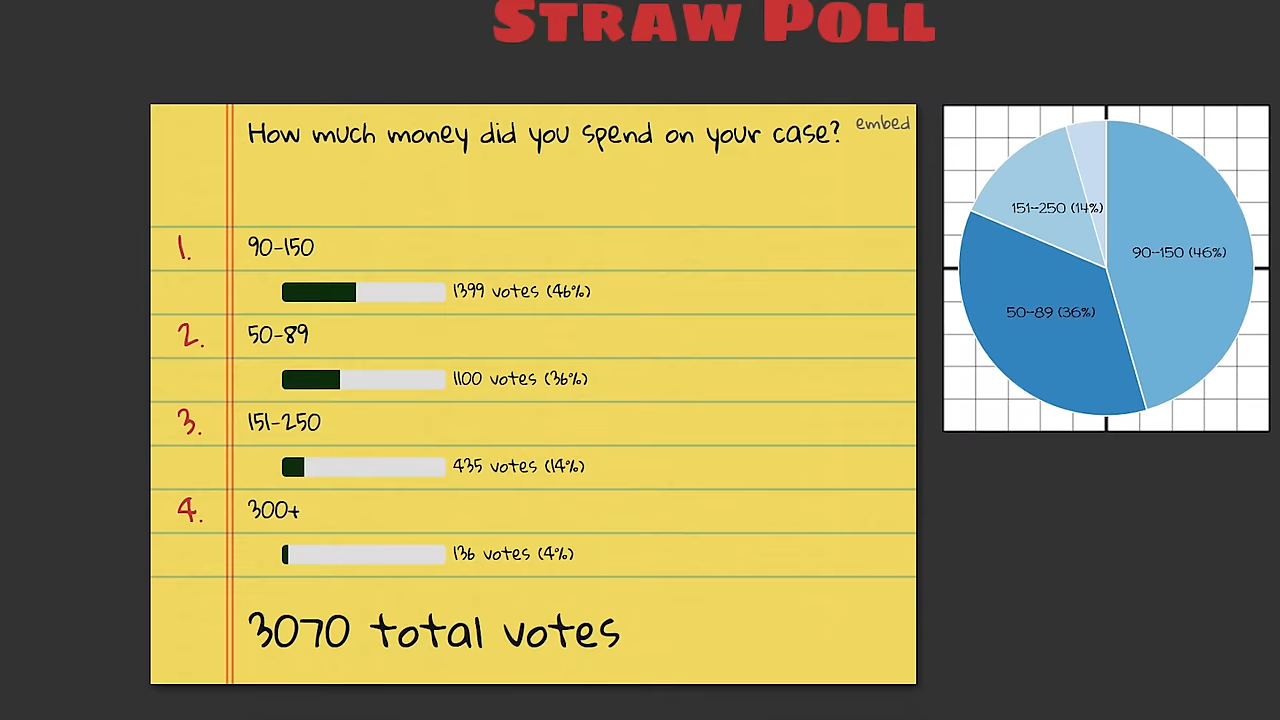 STRAW POLL
How much money did you spend on your case?
embed
1. 90-150
1399 votes (46%)
2. 50-89
1100 votes (36%)
3. 151-250
435 votes (14%)
4. 300+
136 votes (4%)
3070 total votes
151-250 (14%)
90-150 (46%)
50-89 (36%)